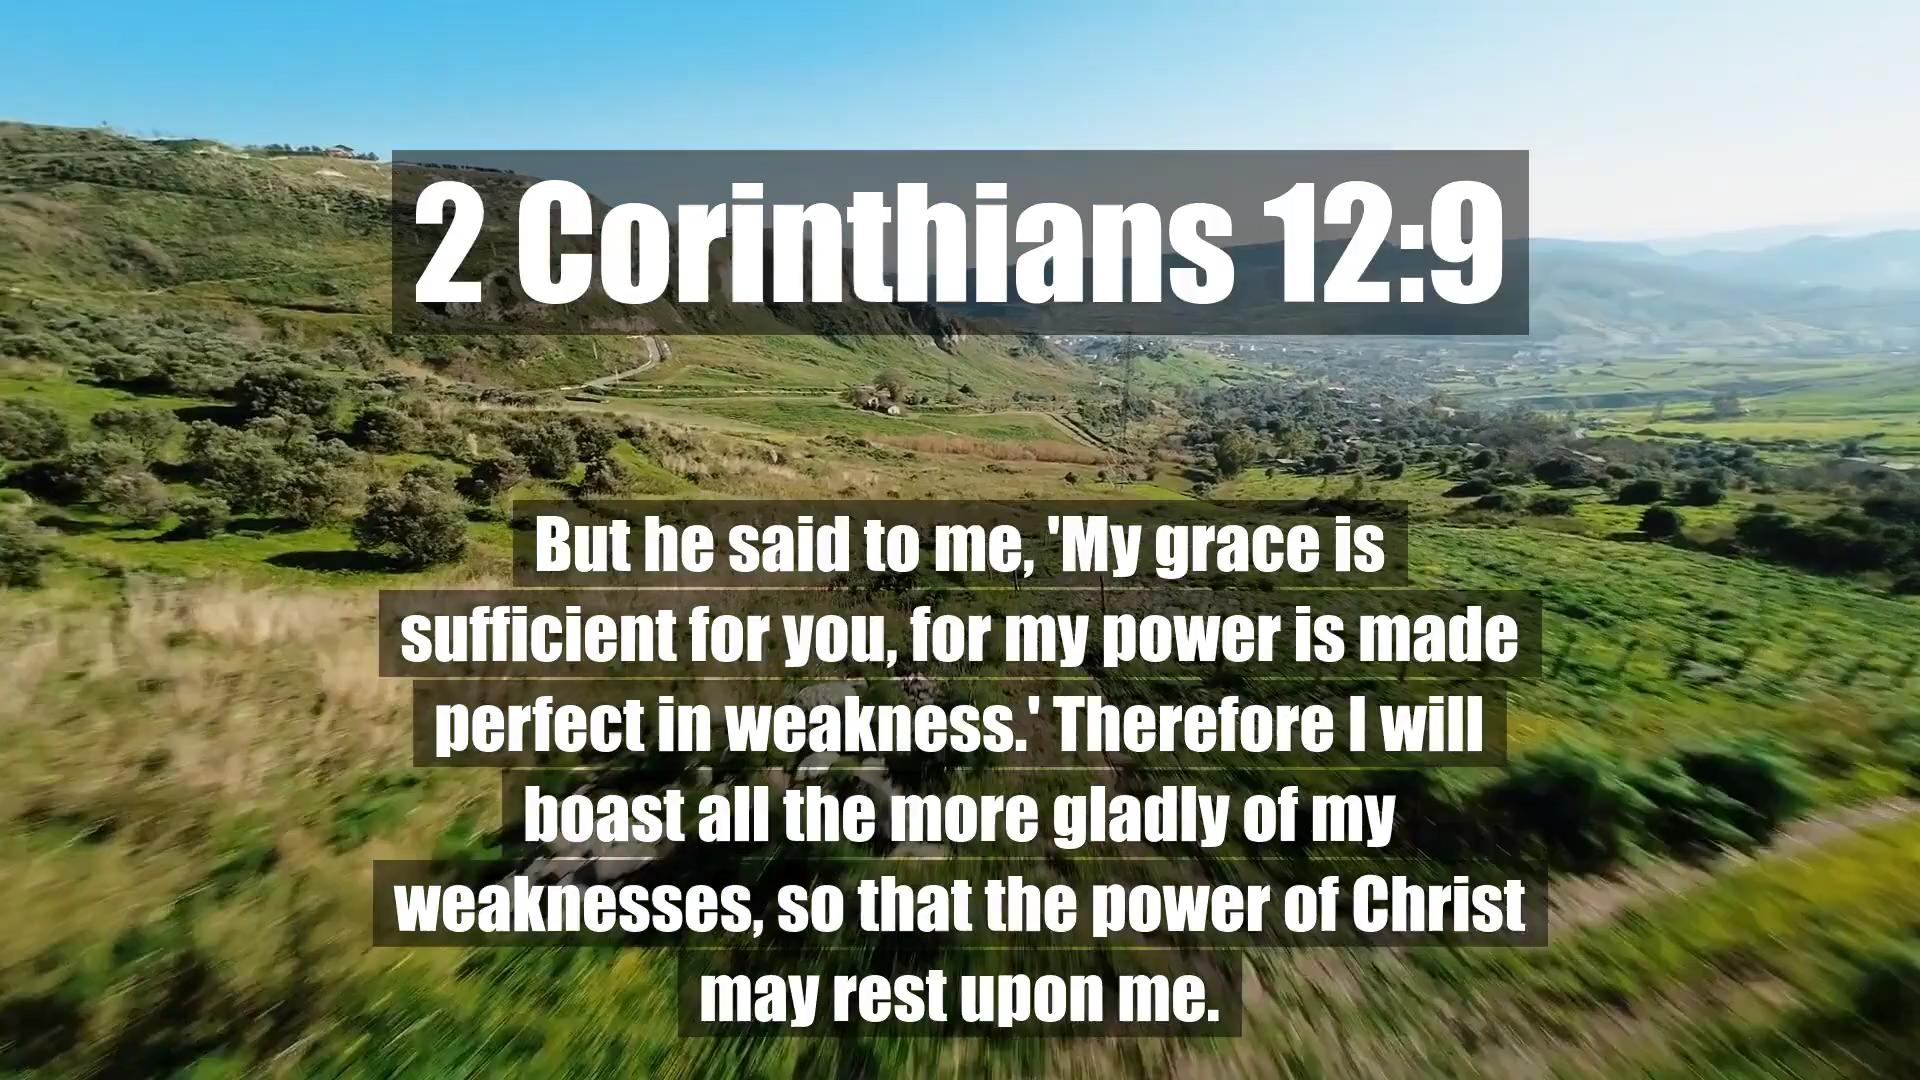 2 Corinthians 12:9
But he said to me, 'My grace is
sufficient for you, for my power is made
perfect in weakness.' Therefore I will
boast all the more gladly of my
weaknesses, so that the power of Christ
may rest upon me.